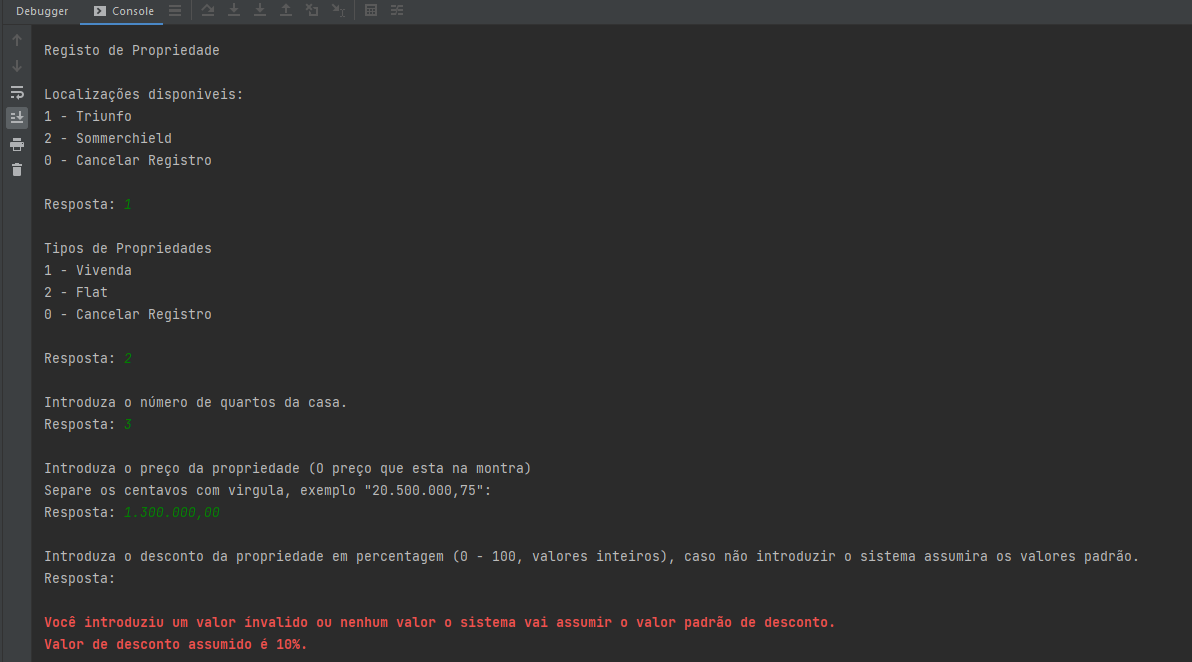 Debugger Console
Registo de Propriedade
Localizações disponiveis:
1 - Triunfo
2 - Sommerchield
0 - Cancelar Registro
Resposta: 1
Tipos de Propriedades
1 - Vivenda
2 - Flat
0 - Cancelar Registro
Resposta: 2
Introduza o número de quartos da casa.
Resposta: 3
Introduza o preço da propriedade (O preço que esta na montra)
Separe os centavos com virgula, exemplo "20.500.000,75":
Resposta: 1.300.000,00
Introduza o desconto da propriedade em percentagem (0 - 100, valores inteiros), caso não introduzir o sistema assumira os valores padrão.
Resposta:
Você introduziu um valor invalido ou nenhum valor o sistema vai assumir o valor padrão de desconto.
Valor de desconto assumido é 10%.